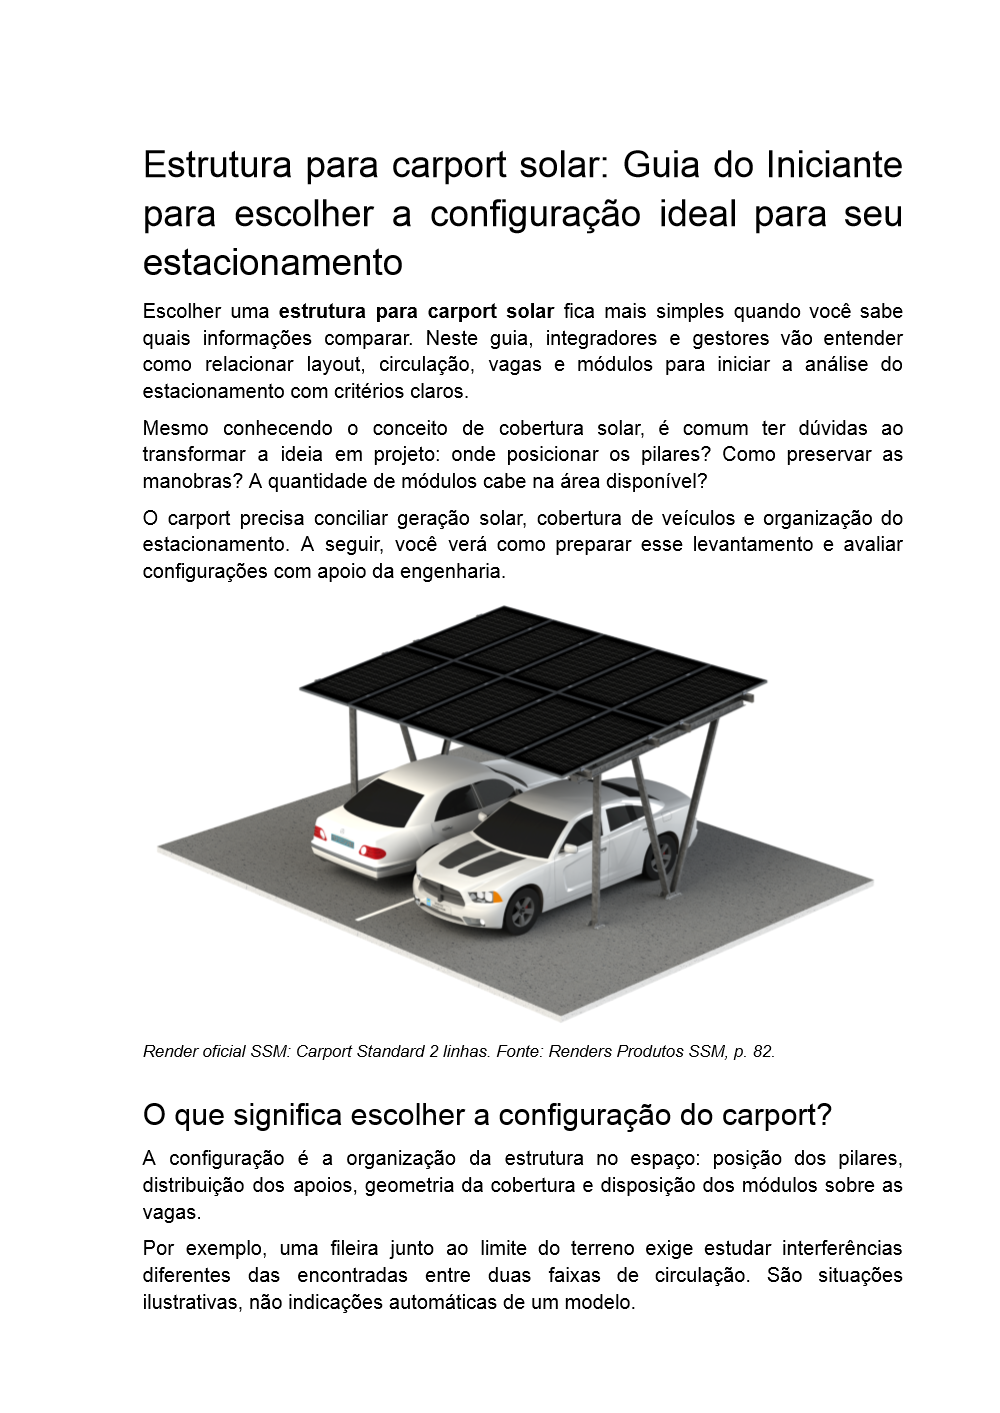 Estrutura para carport solar: Guia do Iniciante
para escolher a configuração ideal para seu
estacionamento
Escolher uma estrutura para carport solar fica mais simples quando você sabe
quais informações comparar. Neste guia, integradores e gestores vão entender
como relacionar layout, circulação, vagas e módulos para iniciar a análise do
estacionamento com critérios claros.
Mesmo conhecendo o conceito de cobertura solar, é comum ter dúvidas ao
transformar a ideia em projeto: onde posicionar os pilares? Como preservar as
manobras? A quantidade de módulos cabe na área disponível?
O carport precisa conciliar geração solar, cobertura de veículos e organização do
estacionamento. A seguir, você verá como preparar esse levantamento e avaliar
configurações com apoio da engenharia.
Render oficial SSM: Carport Standard 2 linhas. Fonte: Renders Produtos SSM, p. 82.
O que significa escolher a configuração do carport?
A configuração é a organização da estrutura no espaço: posição dos pilares,
distribuição dos apoios, geometria da cobertura e disposição dos módulos sobre as
vagas.
Por exemplo, uma fileira junto ao limite do terreno exige estudar interferências
diferentes das encontradas entre duas faixas de circulação. São situações
ilustrativas, não indicações automáticas de um modelo.